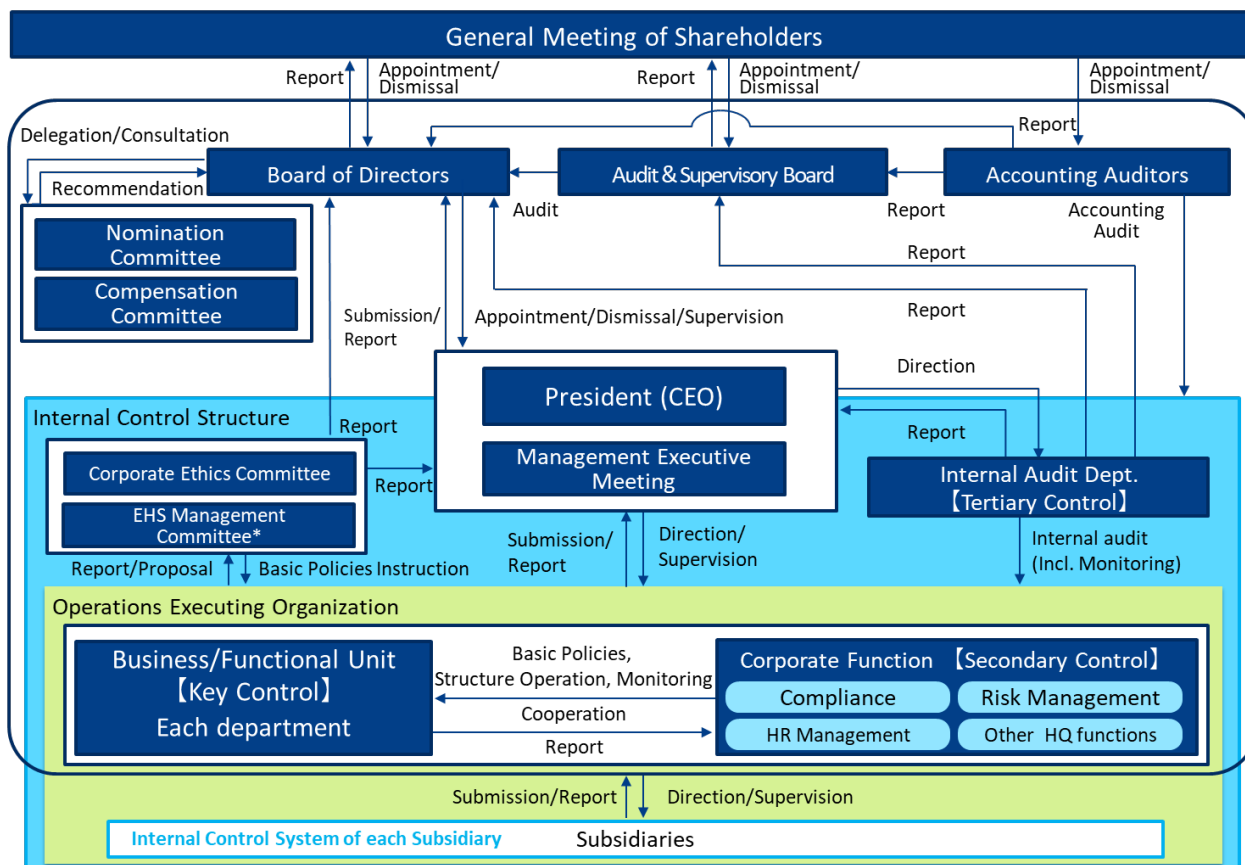 General Meeting of Shareholders
Report
Appointment/
Dismissal
Report
Appointment/
Dismissal
Appointment/
Dismissal
Delegation/Consultation
Report
Board of Directors
Audit & Supervisory Board
Accounting Auditors
Recommendation
Audit
Report
Accounting
Audit
Nomination
Committee
Compensation
Committee
Report
Submission/
Report
Appointment/Dismissal/Supervision
Report
President (CEO)
Direction
Internal Control Structure
Report
Report
Corporate Ethics Committee
Report
Management Executive
Meeting
Internal Audit Dept.
【Tertiary Control】
EHS Management
Committee*
Submission/
Report
Direction/
Supervision
Internal audit
(Incl. Monitoring)
Report/Proposal
Basic Policies Instruction
Operations Executing Organization
Business/Functional Unit
【Key Control】
Each department
Basic Policies,
Structure Operation, Monitoring
Cooperation
Report
Corporate Function 【Secondary Control】
Compliance
Risk Management
HR Management
Other HQ functions
Submission/Report
Direction/Supervision
Internal Control System of each Subsidiary
Subsidiaries